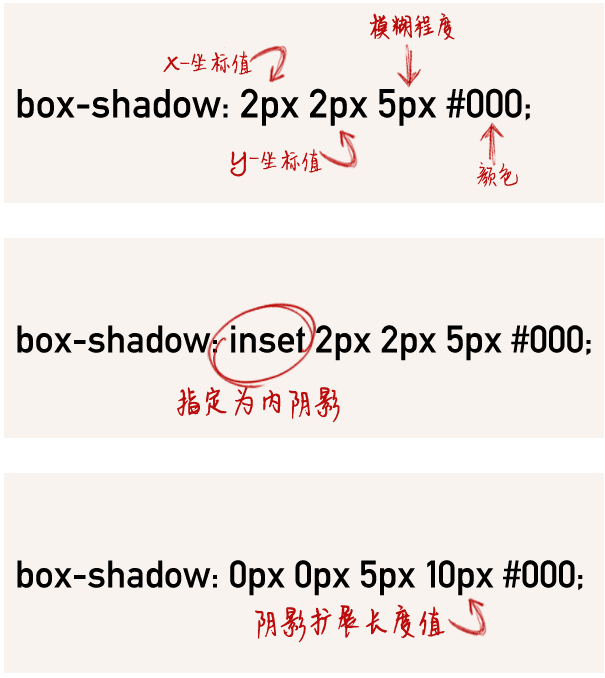 模糊程度
x-坐标值
box-shadow: 2px 2px 5px #000;
y-坐标值
颜色
box-shadow: inset 2px 2px 5px #000;
指定为内阴影
box-shadow: 0px 0px 5px 10px #000;
阴影扩展长度值